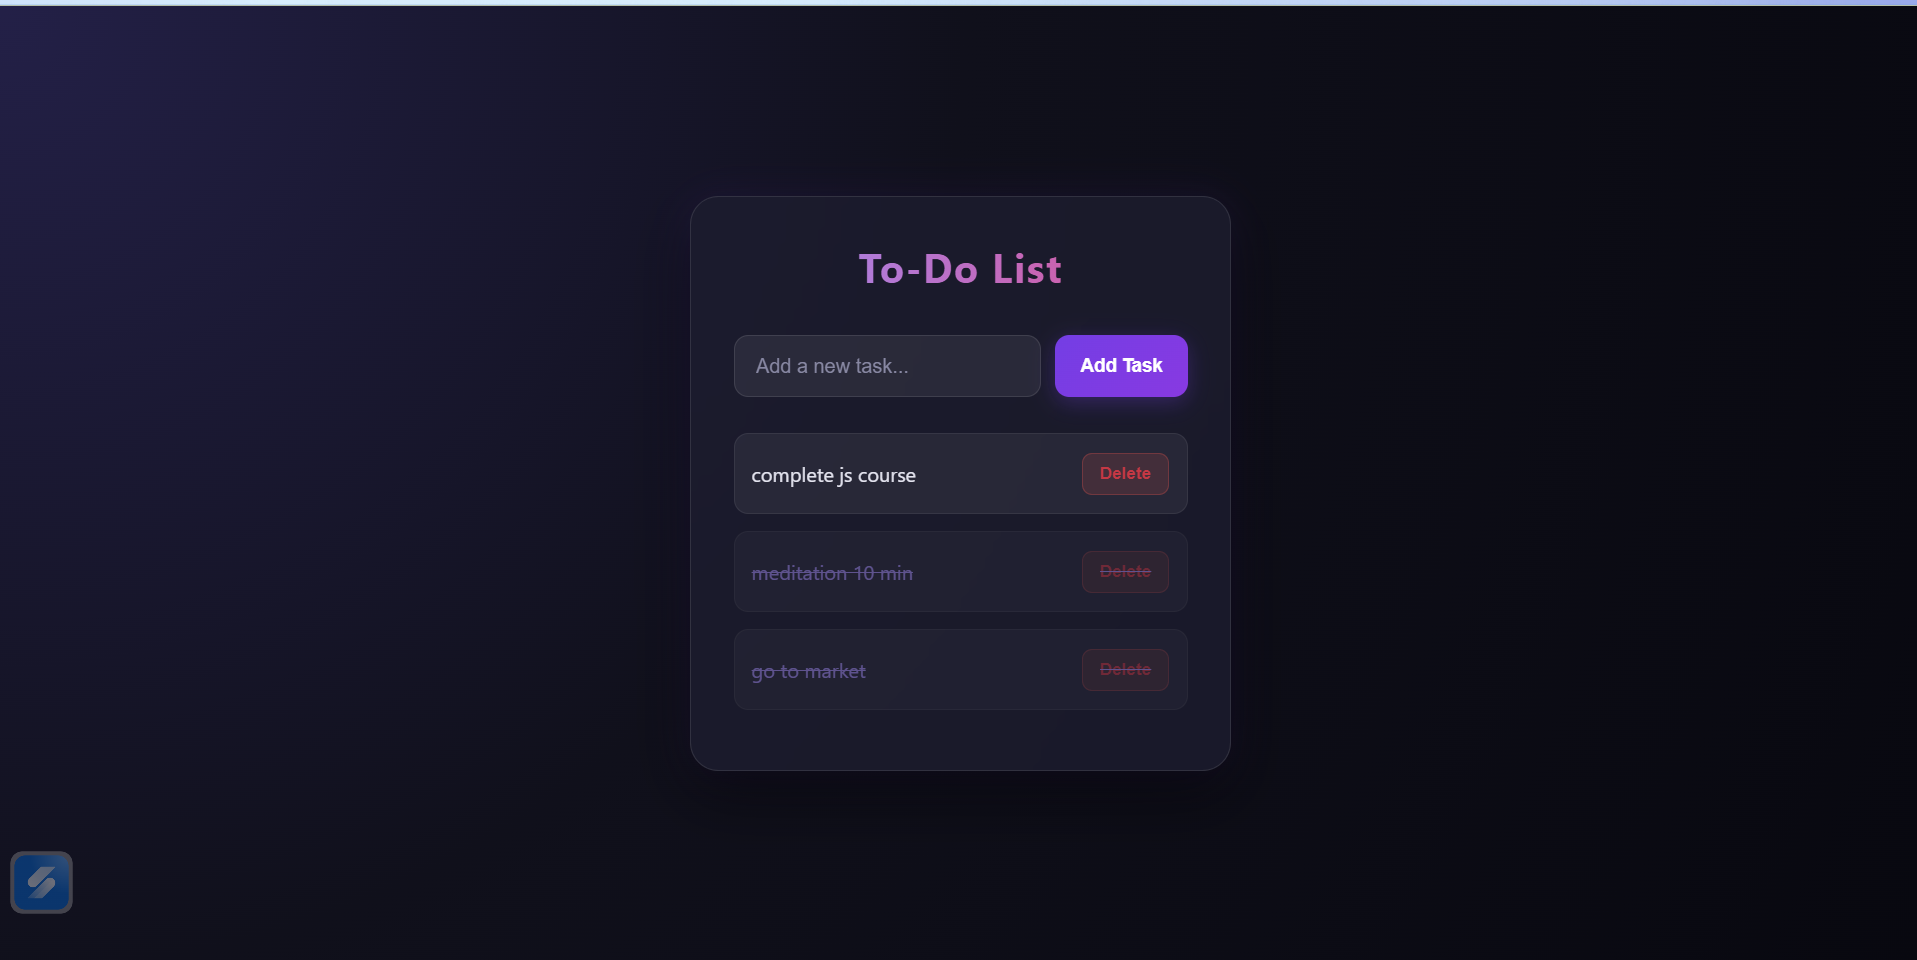 To-Do List
Add a new task...
Add Task
complete js course
Delete
meditation 10 min
Delete
go to market
Delete